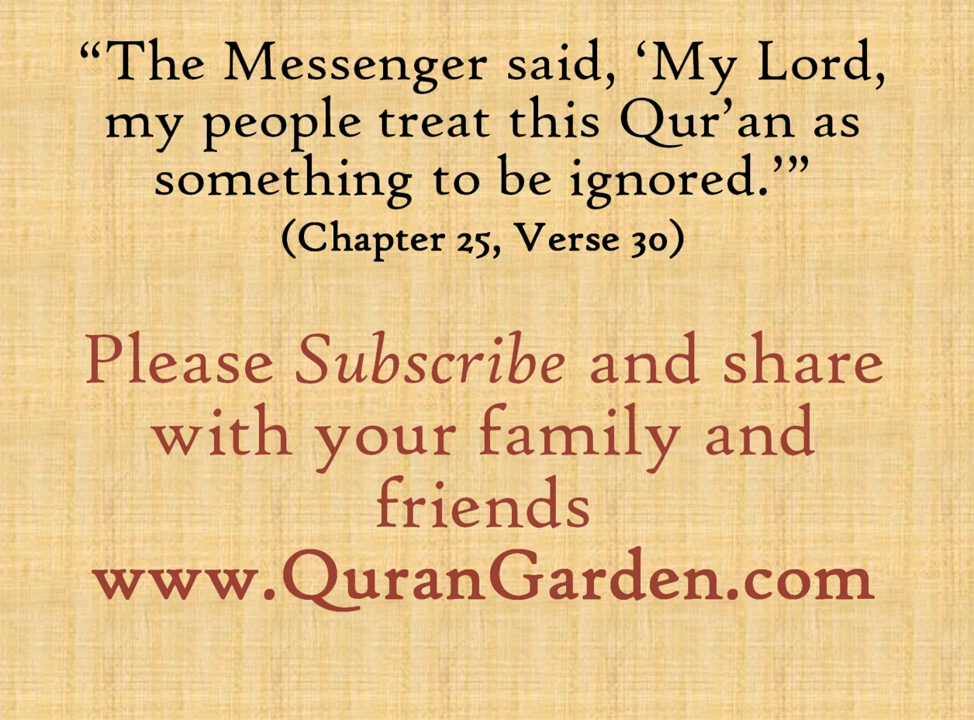 “The Messenger said, ‘My Lord,
my people treat this Qur’an as
something to be ignored.’”
(Chapter 25, Verse 30)
Please Subscribe and share
with your family and
friends
www.QuranGarden.com